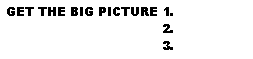 GET THE BIG PICTURE 1.
2.
3.